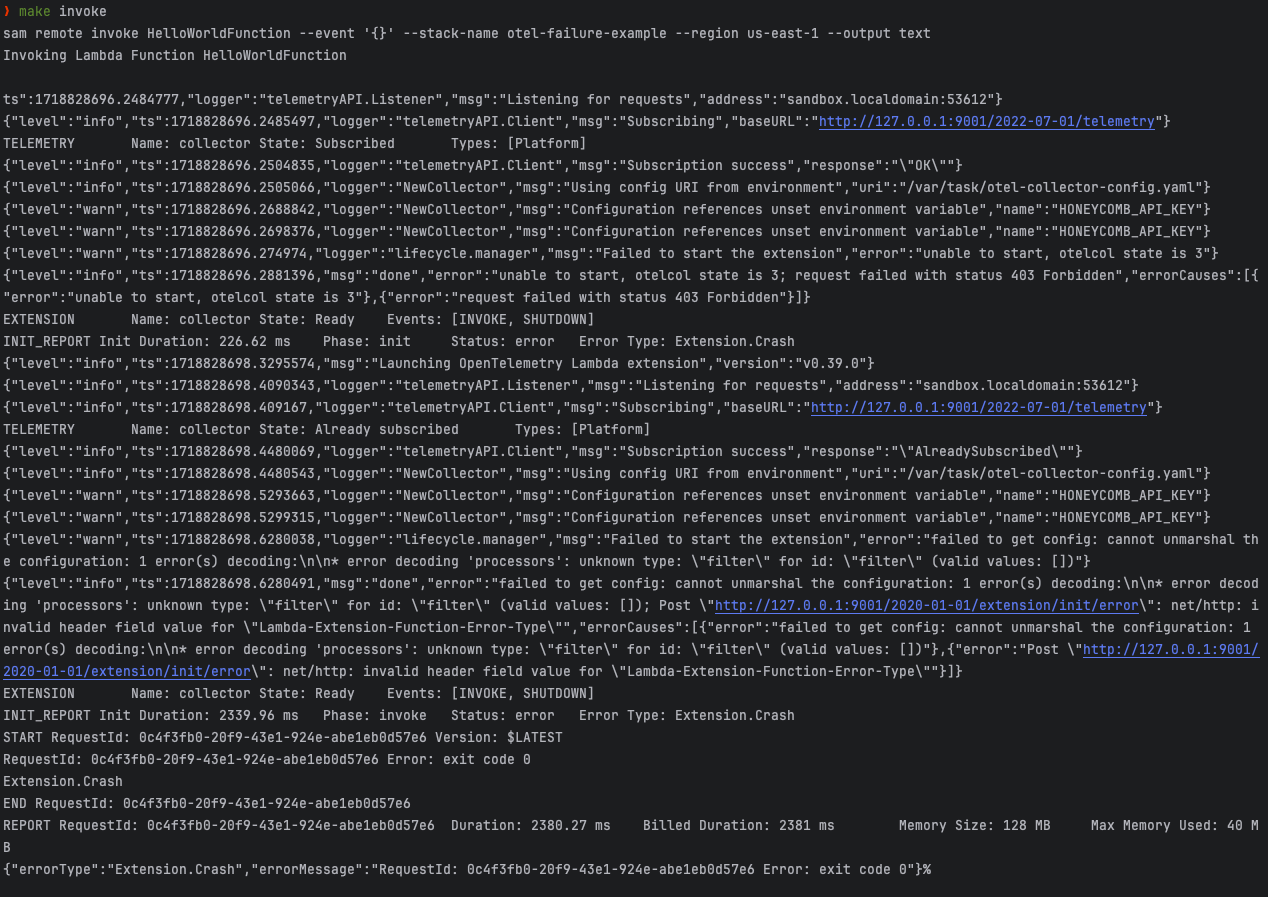 ❯ make invoke
sam remote invoke HelloWorldFunction --event '{}' --stack-name otel-failure-example --region us-east-1 --output text
Invoking Lambda Function HelloWorldFunction
ts":1718828696.2484777,"logger":"telemetryAPI.Listener","msg":"Listening for requests","address":"sandbox.localdomain:53612"}
{"level":"info","ts":1718828696.2485497,"logger":"telemetryAPI.Client","msg":"Subscribing","baseURL":"http://127.0.0.1:9001/2022-07-01/telemetry"}
TELEMETRY       Name: collector State: Subscribed       Types: [Platform]
{"level":"info","ts":1718828696.2504835,"logger":"telemetryAPI.Client","msg":"Subscription success","response":"\"OK\""}
{"level":"info","ts":1718828696.2505066,"logger":"NewCollector","msg":"Using config URI from environment","uri":"/var/task/otel-collector-config.yaml"}
{"level":"warn","ts":1718828696.2688842,"logger":"NewCollector","msg":"Configuration references unset environment variable","name":"HONEYCOMB_API_KEY"}
{"level":"warn","ts":1718828696.2698376,"logger":"NewCollector","msg":"Configuration references unset environment variable","name":"HONEYCOMB_API_KEY"}
{"level":"warn","ts":1718828696.274974,"logger":"lifecycle.manager","msg":"Failed to start the extension","error":"unable to start, otelcol state is 3"}
{"level":"info","ts":1718828696.2881396,"msg":"done","error":"unable to start, otelcol state is 3; request failed with status 403 Forbidden","errorCauses":[{
"error":"unable to start, otelcol state is 3"},{"error":"request failed with status 403 Forbidden"}]}
EXTENSION       Name: collector State: Ready    Events: [INVOKE, SHUTDOWN]
INIT_REPORT Init Duration: 226.62 ms    Phase: init     Status: error   Error Type: Extension.Crash
{"level":"info","ts":1718828698.3295574,"msg":"Launching OpenTelemetry Lambda extension","version":"v0.39.0"}
{"level":"info","ts":1718828698.4090343,"logger":"telemetryAPI.Listener","msg":"Listening for requests","address":"sandbox.localdomain:53612"}
{"level":"info","ts":1718828698.409167,"logger":"telemetryAPI.Client","msg":"Subscribing","baseURL":"http://127.0.0.1:9001/2022-07-01/telemetry"}
TELEMETRY       Name: collector State: Already subscribed       Types: [Platform]
{"level":"info","ts":1718828698.4480069,"logger":"telemetryAPI.Client","msg":"Subscription success","response":"\"AlreadySubscribed\""}
{"level":"info","ts":1718828698.4480543,"logger":"NewCollector","msg":"Using config URI from environment","uri":"/var/task/otel-collector-config.yaml"}
{"level":"warn","ts":1718828698.5293663,"logger":"NewCollector","msg":"Configuration references unset environment variable","name":"HONEYCOMB_API_KEY"}
{"level":"warn","ts":1718828698.5299315,"logger":"NewCollector","msg":"Configuration references unset environment variable","name":"HONEYCOMB_API_KEY"}
{"level":"warn","ts":1718828698.6280038,"logger":"lifecycle.manager","msg":"Failed to start the extension","error":"failed to get config: cannot unmarshal th
e configuration: 1 error(s) decoding:\n\n* error decoding 'processors': unknown type: \"filter\" for id: \"filter\" (valid values: [])"}
{"level":"info","ts":1718828698.6280491,"msg":"done","error":"failed to get config: cannot unmarshal the configuration: 1 error(s) decoding:\n\n* error decod
ing 'processors': unknown type: \"filter\" for id: \"filter\" (valid values: []); Post \"http://127.0.0.1:9001/2020-01-01/extension/init/error\": net/http: i
nvalid header field value for \"Lambda-Extension-Function-Error-Type\"","errorCauses":[{"error":"failed to get config: cannot unmarshal the configuration: 1 
error(s) decoding:\n\n* error decoding 'processors': unknown type: \"filter\" for id: \"filter\" (valid values: [])"},{"error":"Post \"http://127.0.0.1:9001/
2020-01-01/extension/init/error\": net/http: invalid header field value for \"Lambda-Extension-Function-Error-Type\""}]}
EXTENSION       Name: collector State: Ready    Events: [INVOKE, SHUTDOWN]
INIT_REPORT Init Duration: 2339.96 ms   Phase: invoke   Status: error   Error Type: Extension.Crash
START RequestId: 0c4f3fb0-20f9-43e1-924e-abe1eb0d57e6 Version: $LATEST
RequestId: 0c4f3fb0-20f9-43e1-924e-abe1eb0d57e6 Error: exit code 0
Extension.Crash
END RequestId: 0c4f3fb0-20f9-43e1-924e-abe1eb0d57e6
REPORT RequestId: 0c4f3fb0-20f9-43e1-924e-abe1eb0d57e6  Duration: 2380.27 ms    Billed Duration: 2381 ms        Memory Size: 128 MB     Max Memory Used: 40 M
B
{"errorType":"Extension.Crash","errorMessage":"RequestId: 0c4f3fb0-20f9-43e1-924e-abe1eb0d57e6 Error: exit code 0"}%